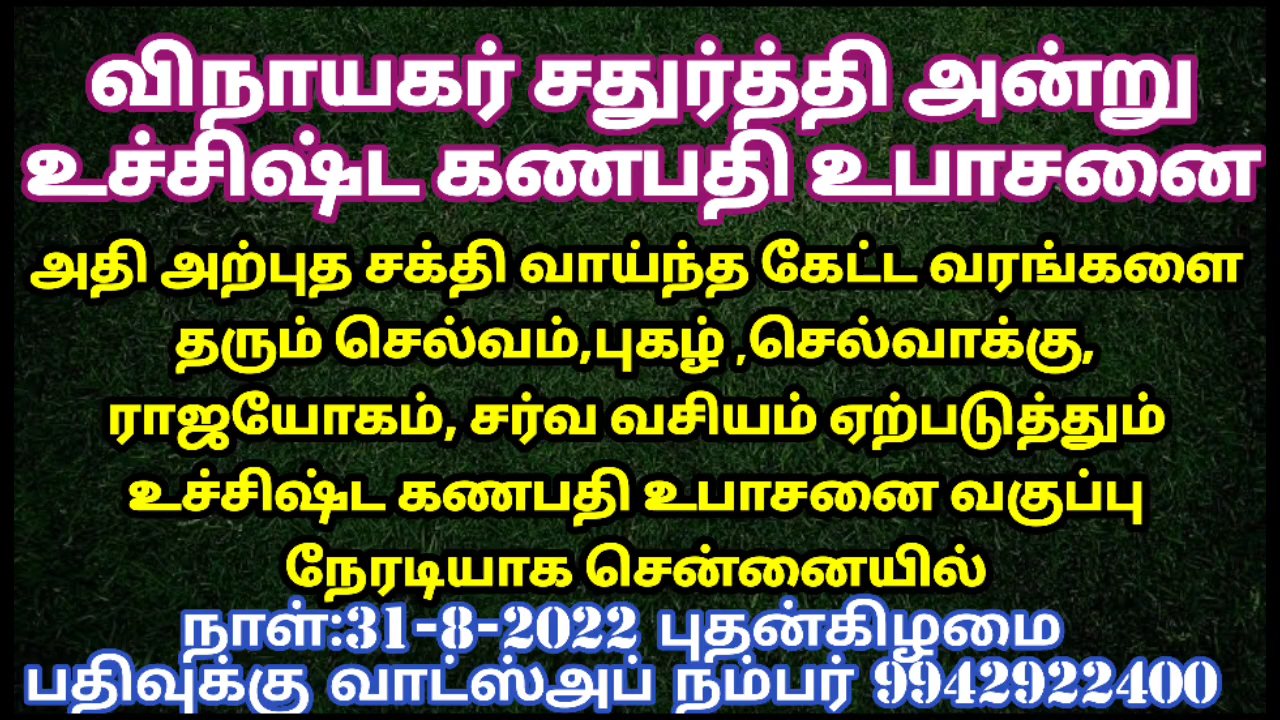 விநாயகர் சதுர்த்தி அன்று
உச்சிஷ்ட கணபதி உபாசனை
அதி அற்புத சக்தி வாய்ந்த கேட்ட வரங்களை
தரும் செல்வம்,புகழ் ,செல்வாக்கு,
ராஜயோகம், சர்வ வசியம் ஏற்படுத்தும்
உச்சிஷ்ட கணபதி உபாசனை வகுப்பு
நேரடியாக சென்னையில்
நாள்:31-8-2022 புதன்கிழமை
பதிவுக்கு வாட்ஸ்அப் நம்பர் 9942922400